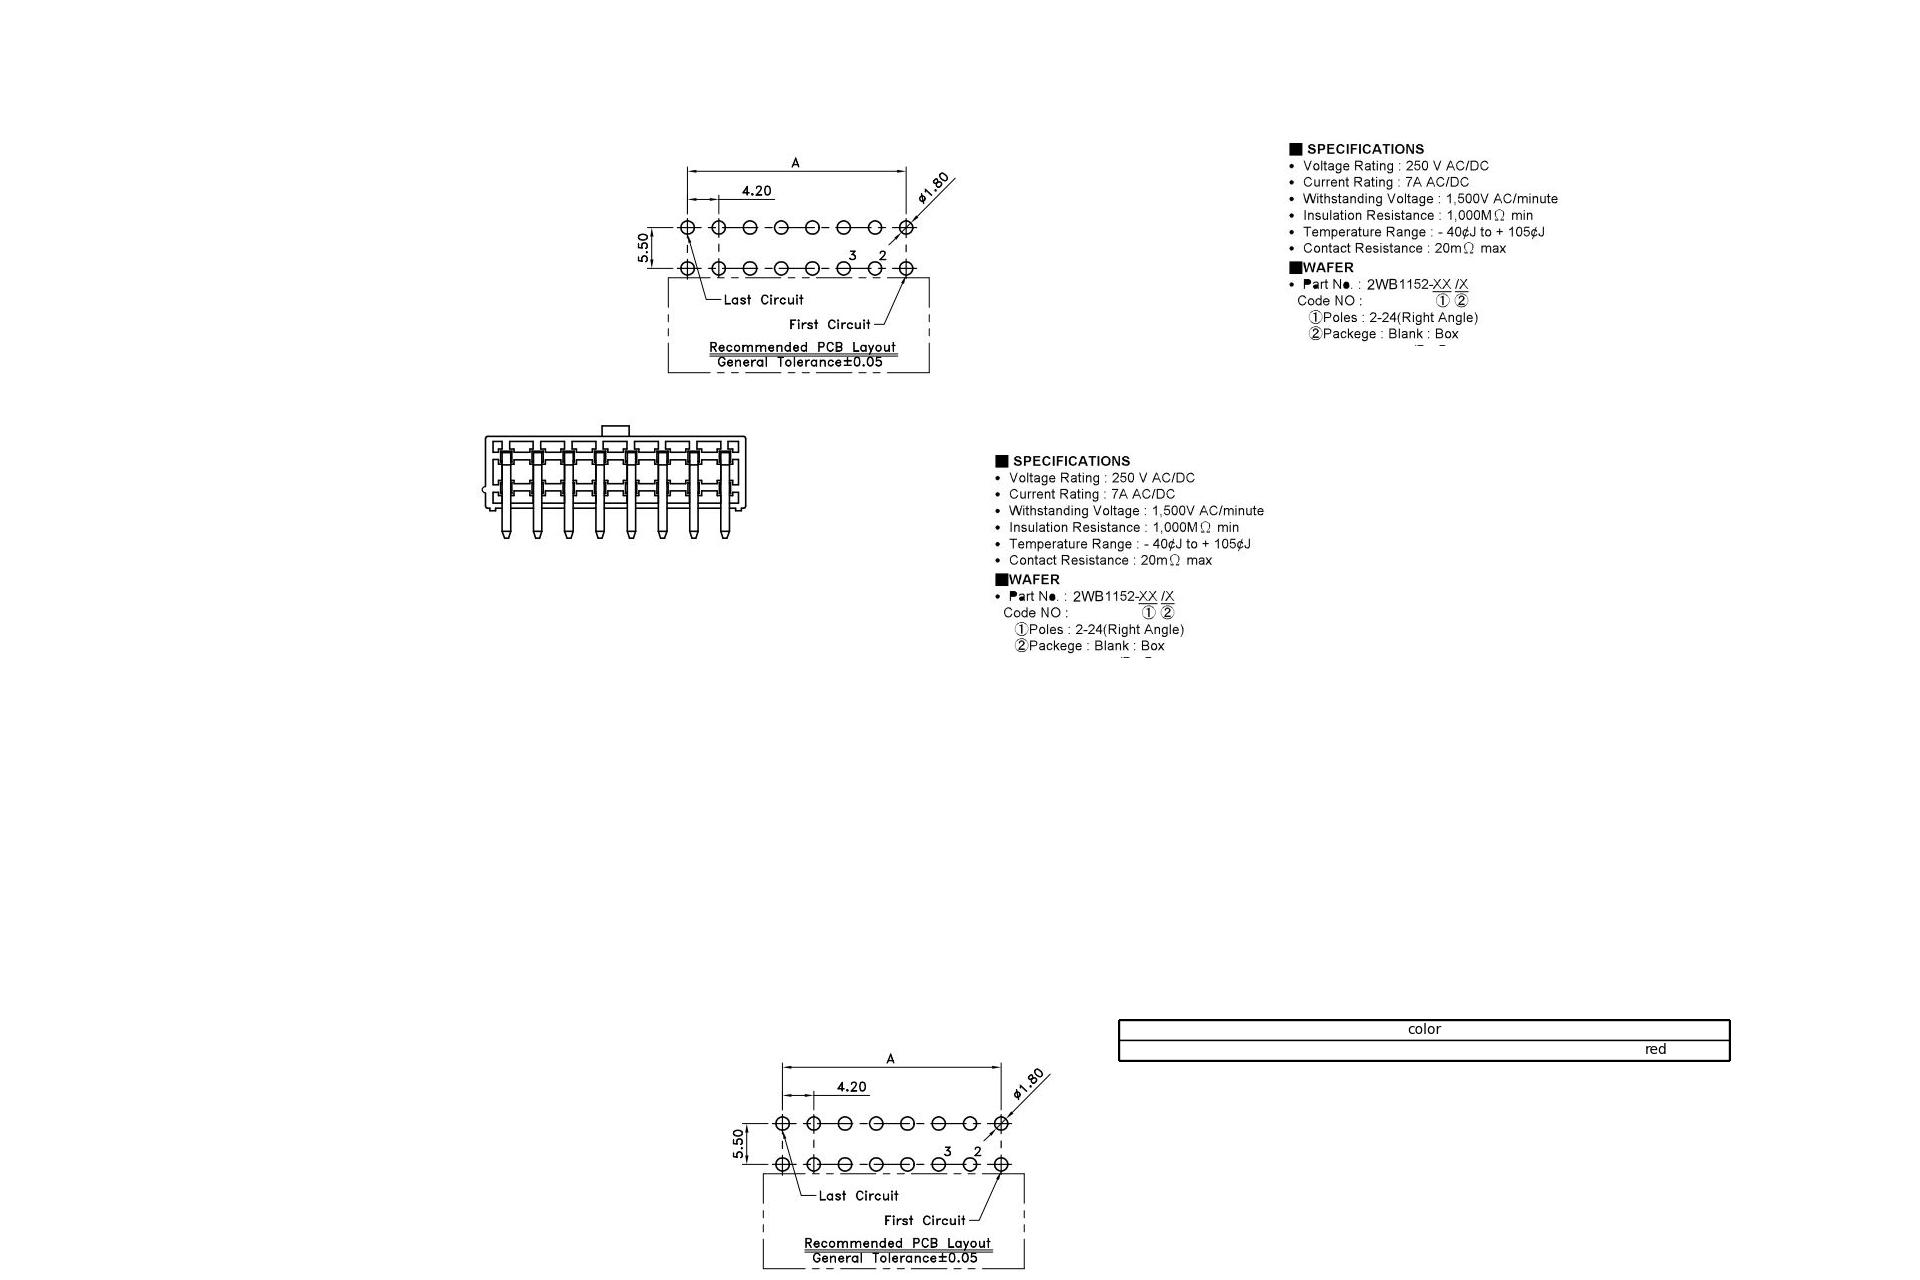 A
4.20
ø1.80
5.50
3 2
Last Circuit
First Circuit
Recommended PCB Layout
General Tolerance±0.05
■ SPECIFICATIONS
• Voltage Rating : 250 V AC/DC
• Current Rating : 7A AC/DC
• Withstanding Voltage : 1,500V AC/minute
• Insulation Resistance : 1,000MΩ min
• Temperature Range : - 40¢J to + 105¢J
• Contact Resistance : 20mΩ max
■WAFER
• Part No. : 2WB1152-XX /X
Code NO : ① ②
①Poles : 2-24(Right Angle)
②Packege : Blank : Box
■ SPECIFICATIONS
• Voltage Rating : 250 V AC/DC
• Current Rating : 7A AC/DC
• Withstanding Voltage : 1,500V AC/minute
• Insulation Resistance : 1,000MΩ min
• Temperature Range : - 40¢J to + 105¢J
• Contact Resistance : 20mΩ max
■WAFER
• Part No. : 2WB1152-XX /X
Code NO : ① ②
①Poles : 2-24(Right Angle)
②Packege : Blank : Box
color
red
A
4.20
ø1.80
5.50
3 2
Last Circuit
First Circuit
Recommended PCB Layout
General Tolerance±0.05